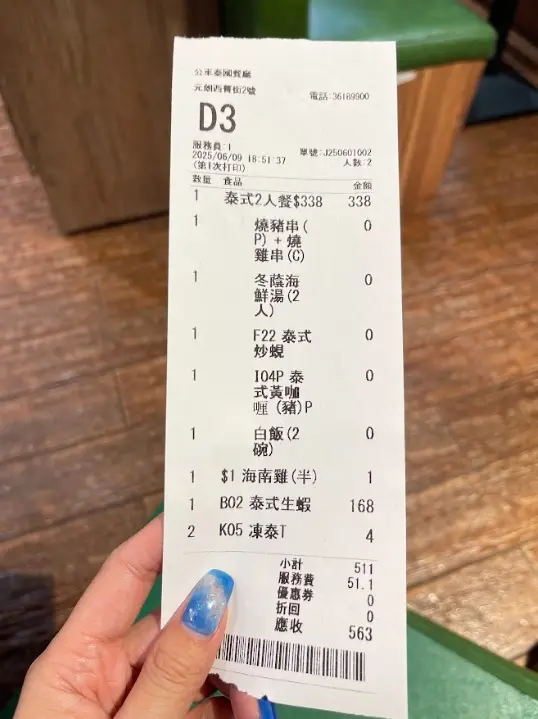 公車泰國餐廳
元朗西菁街2號 電話:36169900
D3
服務員:1 單號:J250601002
2025/06/09 18:51:37 人數:2
(第1次打印)
數量 食品 金額
1 泰式2人餐$338 338
1 燒豬串( 0
P) + 燒
雞串(C)
1 冬蔭海 0
鮮湯(2
人)
1 F22 泰式 0
炒蜆
1 I04P 泰 0
式黃咖
喱 (豬)P
1 白飯(2 0
碗)
1 $1 海南雞(半) 1
1 B02 泰式生蝦 168
2 K05 凍泰T 4
小計 511
服務費 51.1
優惠券 0
折回 0
應收 563